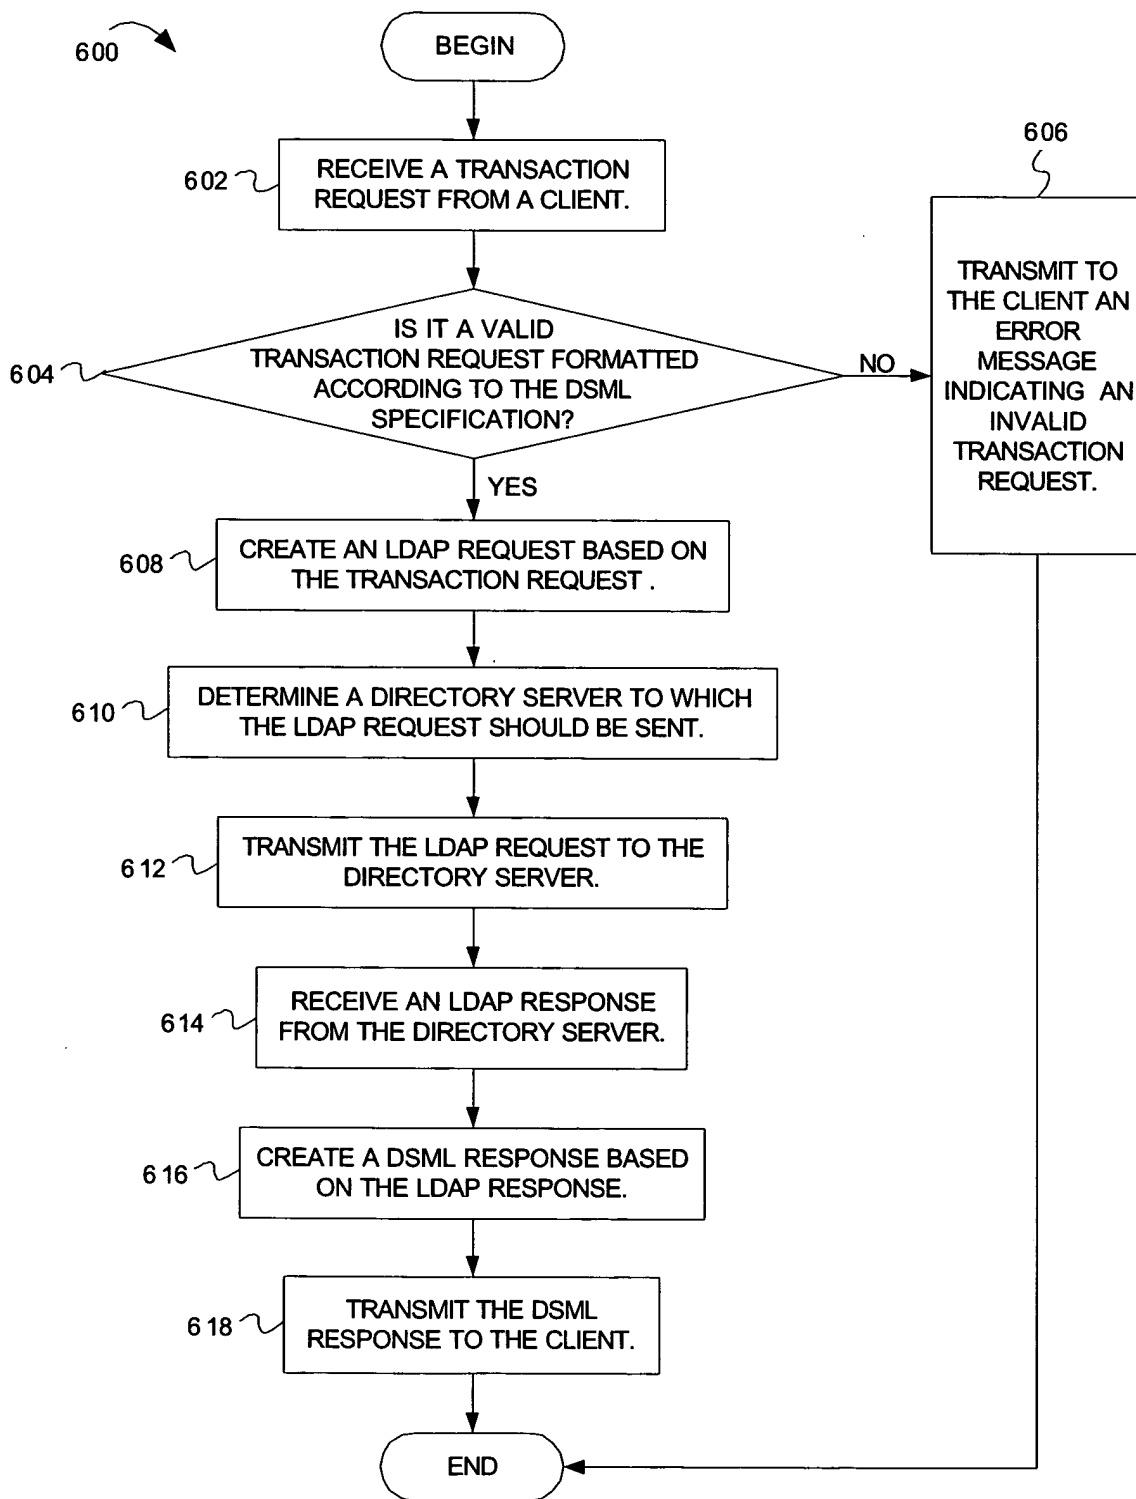 600
BEGIN
602
RECEIVE A TRANSACTION
REQUEST FROM A CLIENT.
604
IS IT A VALID
TRANSACTION REQUEST FORMATTED
ACCORDING TO THE DSML
SPECIFICATION?
NO
606
TRANSMIT TO
THE CLIENT AN
ERROR
MESSAGE
INDICATING AN
INVALID
TRANSACTION
REQUEST.
YES
608
CREATE AN LDAP REQUEST BASED ON
THE TRANSACTION REQUEST .
610
DETERMINE A DIRECTORY SERVER TO WHICH
THE LDAP REQUEST SHOULD BE SENT.
612
TRANSMIT THE LDAP REQUEST TO THE
DIRECTORY SERVER.
614
RECEIVE AN LDAP RESPONSE
FROM THE DIRECTORY SERVER.
616
CREATE A DSML RESPONSE BASED
ON THE LDAP RESPONSE.
618
TRANSMIT THE DSML
RESPONSE TO THE CLIENT.
END